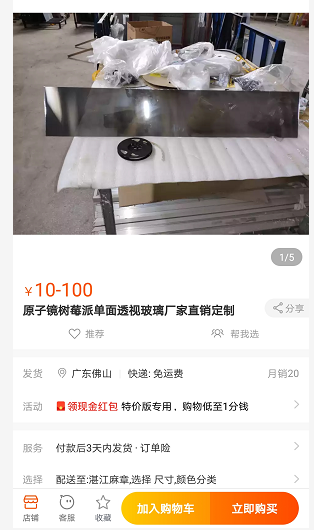 1/5
￥10-100
原子镜树莓派单面透视玻璃厂家直销定制
分享
推荐 帮我选
发货 广东佛山 快递: 免运费 月销20
活动 领现金红包 特价版专用，购物低至1分钱
服务 付款后3天内发货 · 订单险
选择 配送至:湛江麻章,选择 尺寸,颜色分类
店铺 客服 收藏 加入购物车 立即购买